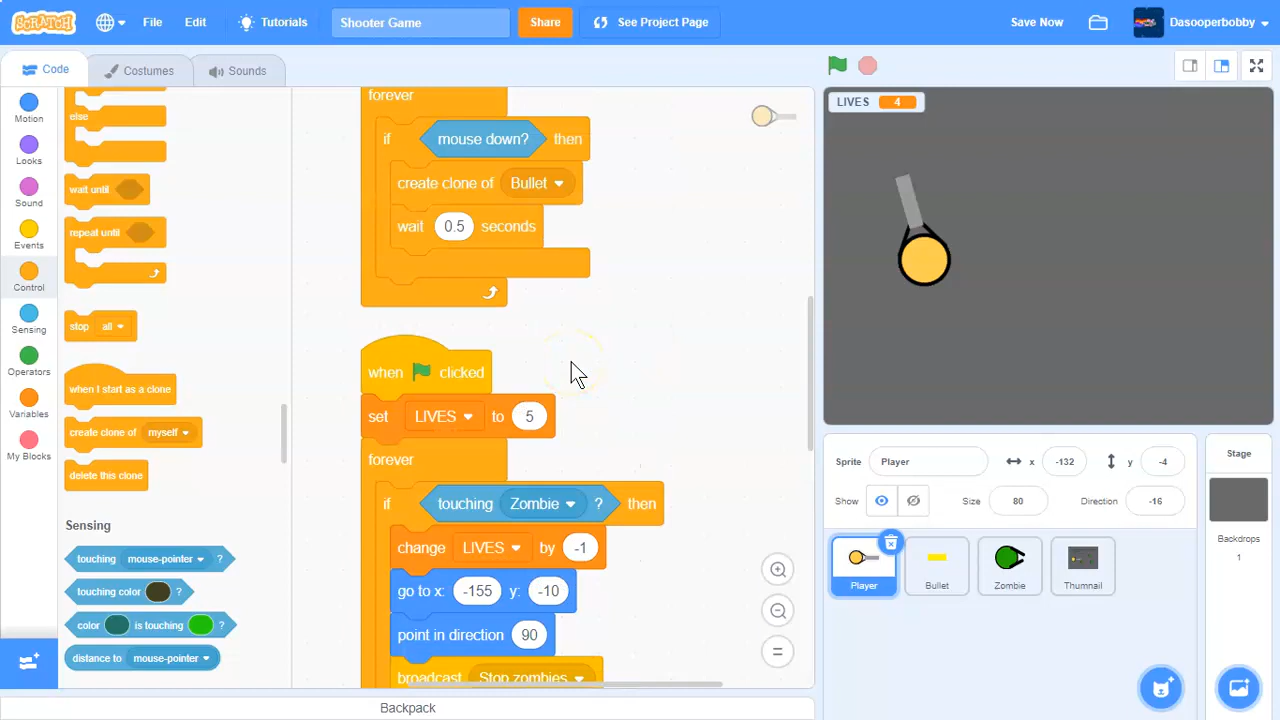 SCRATCH
File
Edit
Tutorials
Shooter Game
Share
See Project Page
Save Now
Dasooperbobby
Code
Costumes
Sounds
Motion
Looks
Sound
Events
Control
Sensing
Operators
Variables
My Blocks
else
wait until
repeat until
stop all
when I start as a clone
create clone of myself
delete this clone
Sensing
touching mouse-pointer ?
touching color ?
color is touching ?
distance to mouse-pointer
forever
if mouse down? then
create clone of Bullet
wait 0.5 seconds
when clicked
set LIVES to 5
forever
if touching Zombie ? then
change LIVES by -1
go to x: -155 y: -10
point in direction 90
broadcast Stop zombies
Backpack
LIVES 4
Sprite Player x -132 y -4
Show Size 80 Direction -16
Player
Bullet
Zombie
Thumnail
Stage
Backdrops
1